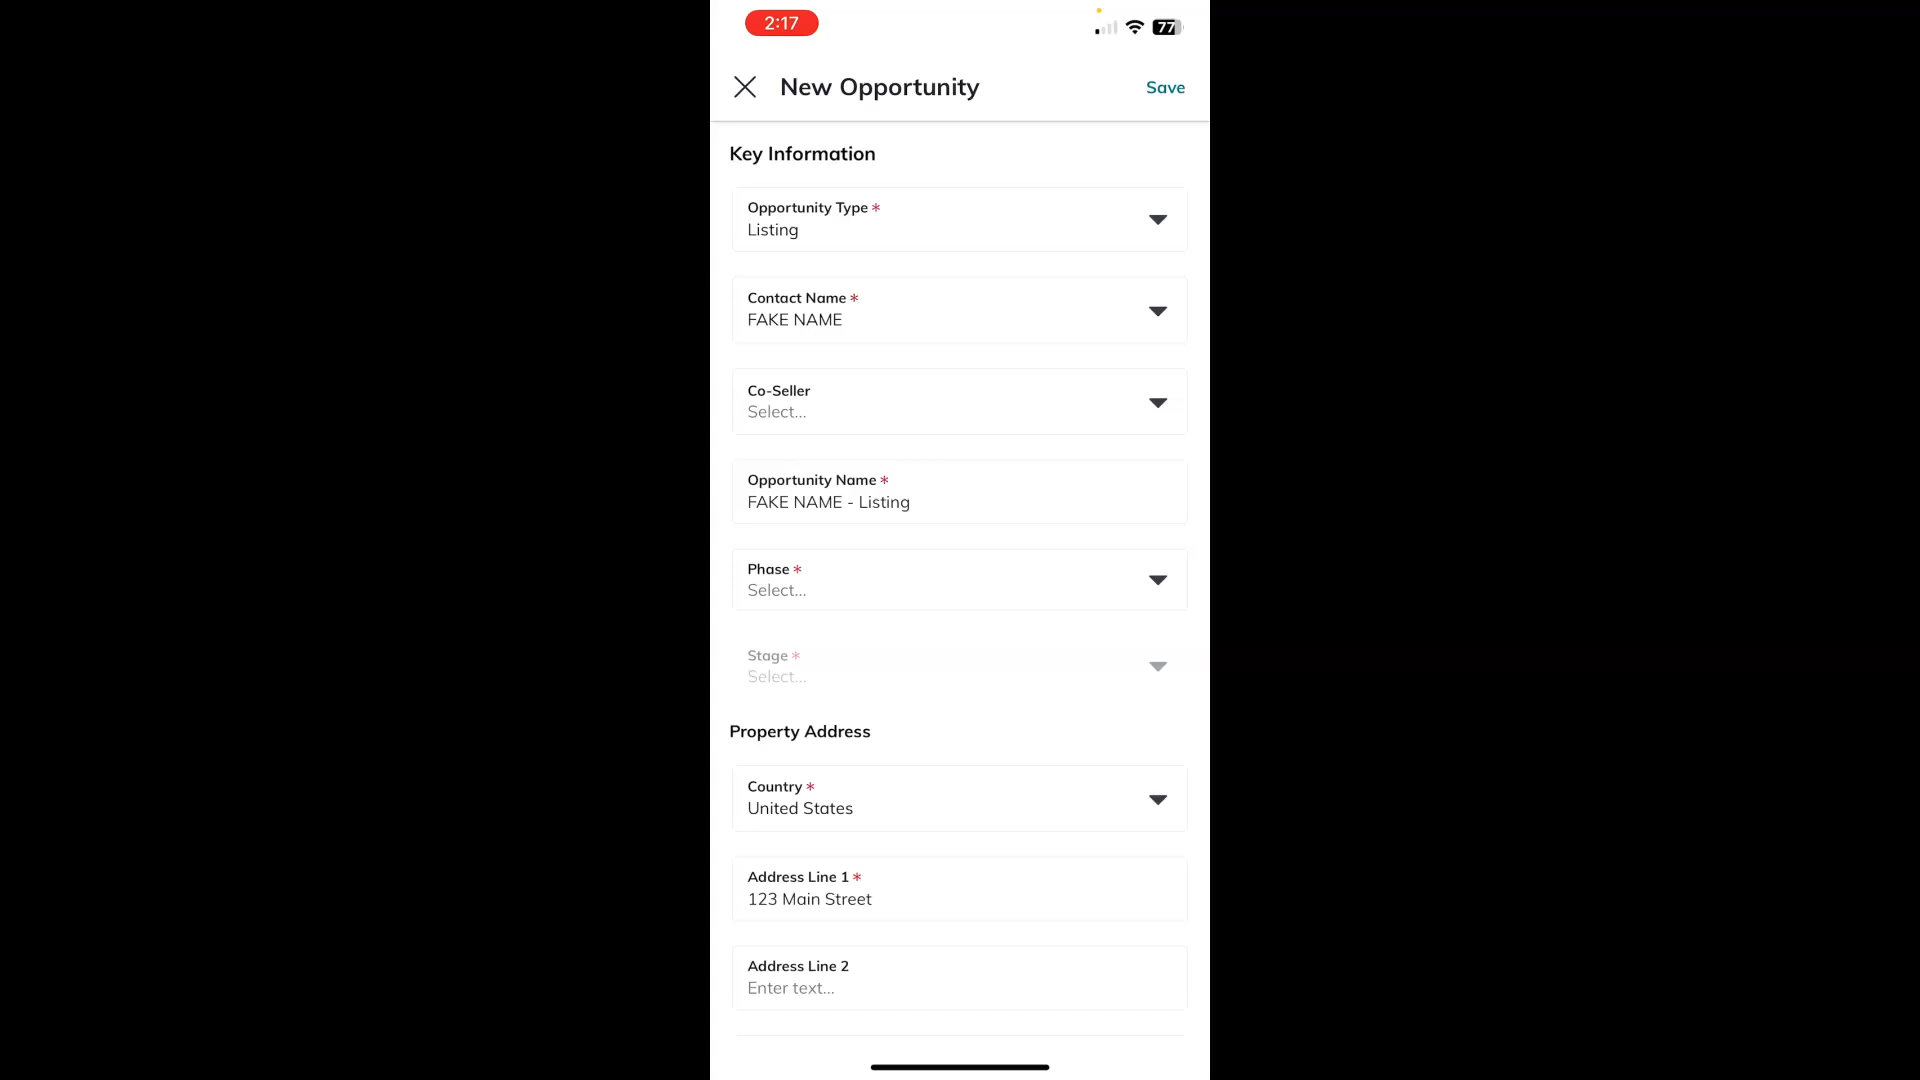 2:17
77
New Opportunity
Save
Key Information
Opportunity Type *
Listing
Contact Name *
FAKE NAME
Co-Seller
Select...
Opportunity Name *
FAKE NAME - Listing
Phase *
Select...
Stage *
Select...
Property Address
Country *
United States
Address Line 1 *
123 Main Street
Address Line 2
Enter text...